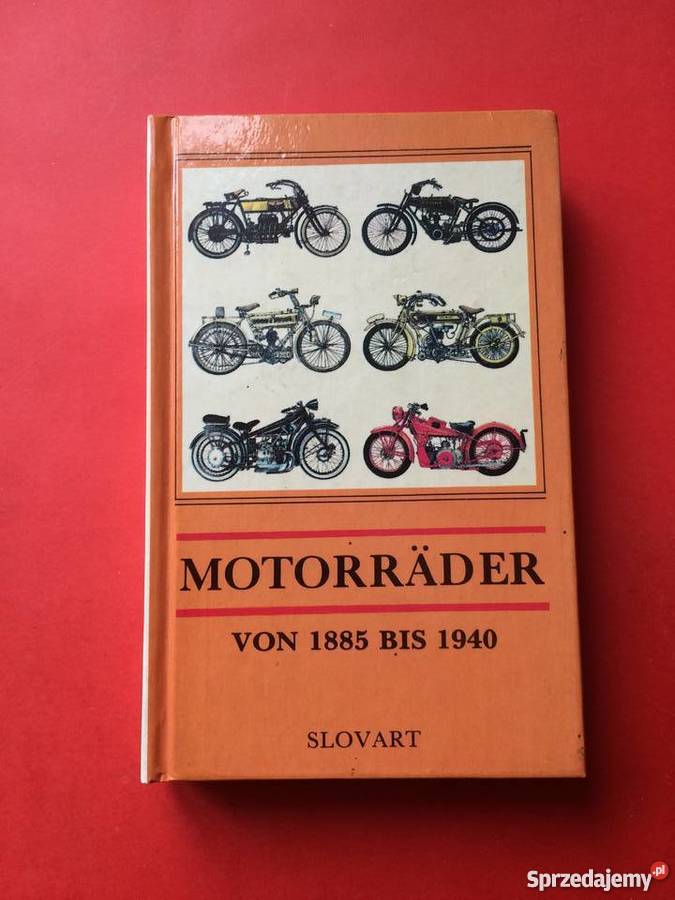 MOTORRÄDER
VON 1885 BIS 1940
SLOVART
Sprzedajemy.pl